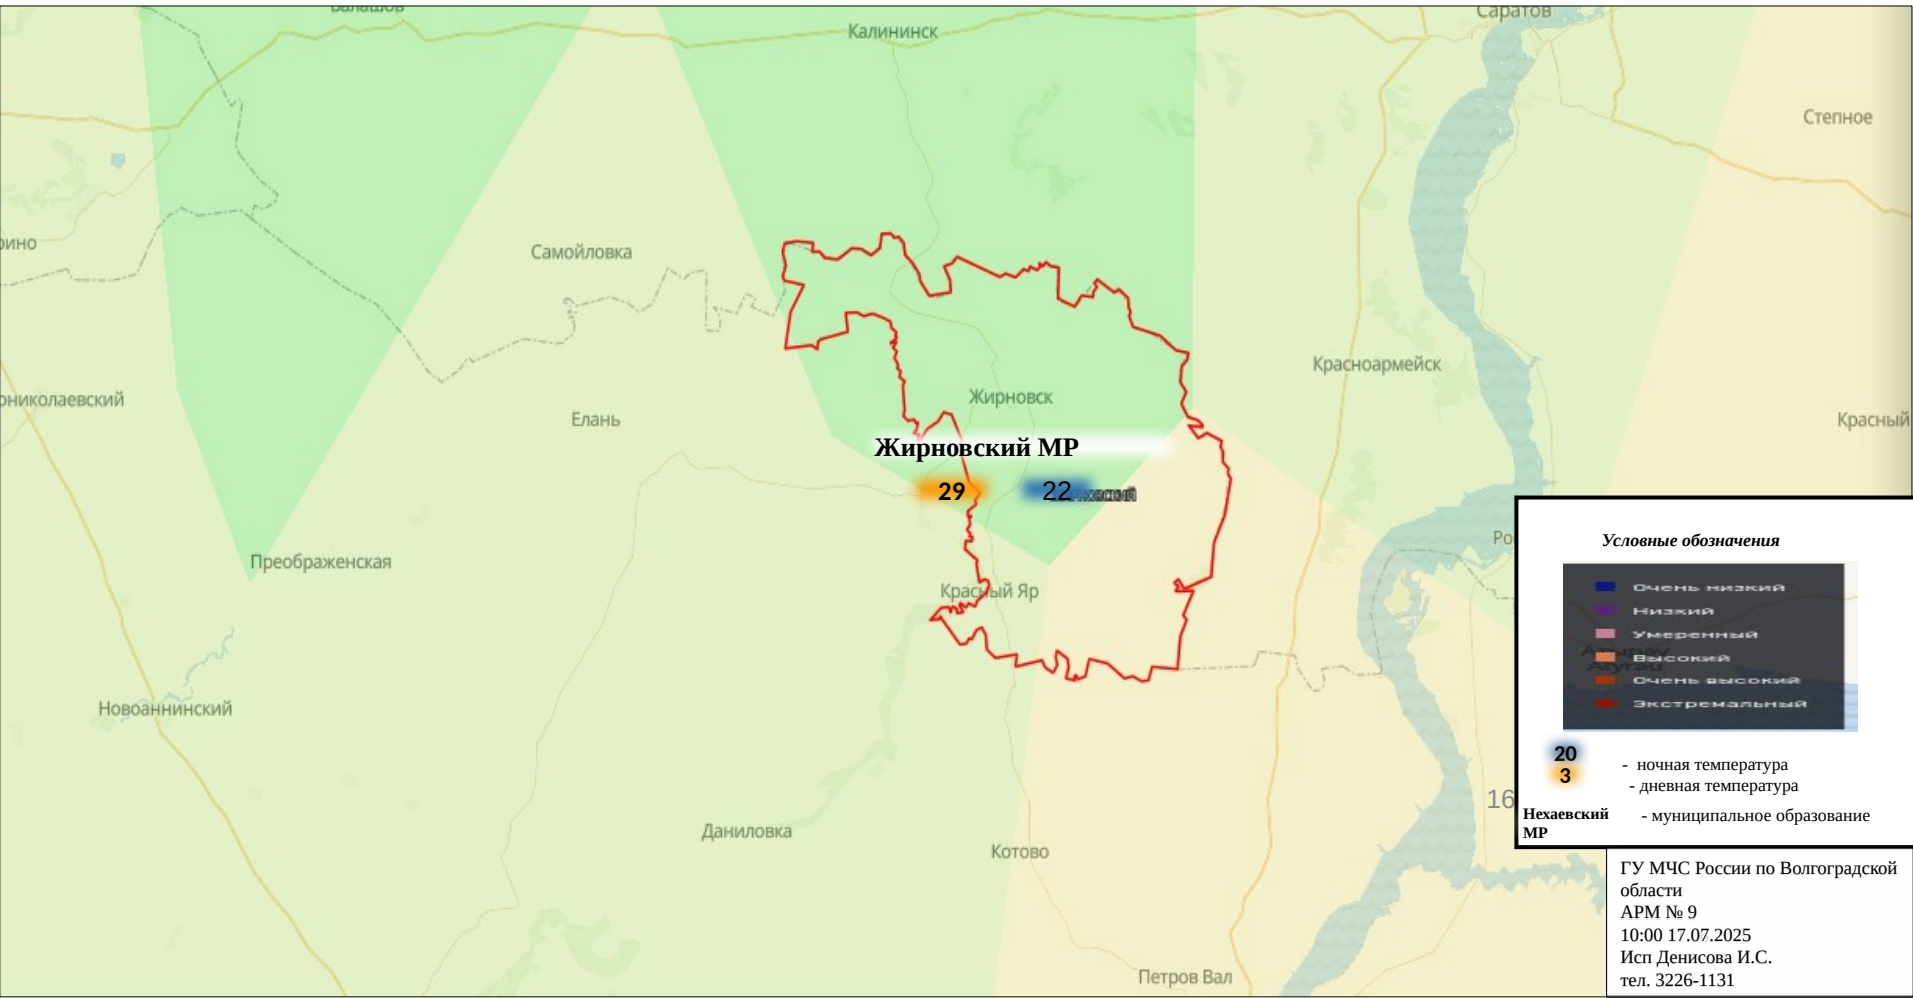 Балашов
Калининск
Саратов
Степное
Самойловка
Красноармейск
Жирновск
Елань
Красный
Жирновский МР
29
22
Преображенская
Красный Яр
Новоаннинский
Даниловка
Котово
Петров Вал
16
Условные обозначения
Очень низкий
Низкий
Умеренный
Высокий
Очень высокий
Экстремальный
20
- ночная температура
3
- дневная температура
Нехаевский
МР
- муниципальное образование
ГУ МЧС России по Волгоградской
области
АРМ № 9
10:00 17.07.2025
Исп Денисова И.С.
тел. 3226-1131